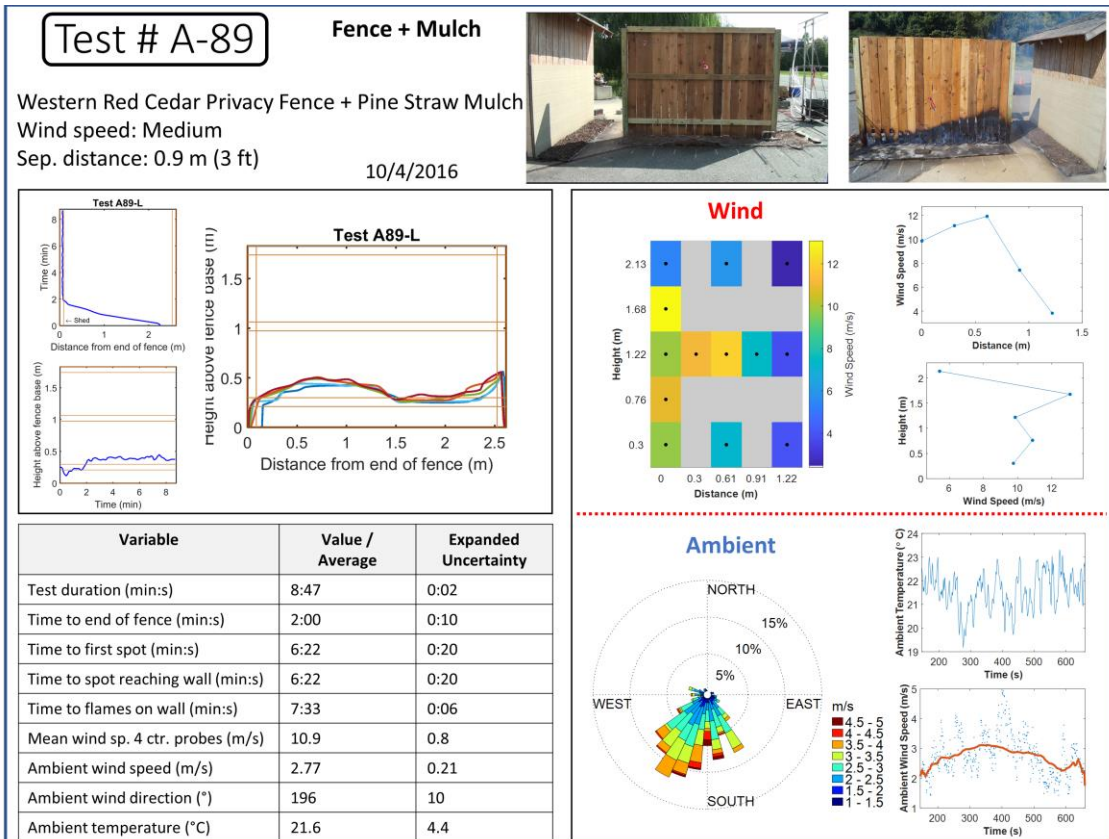 Test # A-89
Fence + Mulch
Western Red Cedar Privacy Fence + Pine Straw Mulch
Wind speed: Medium
Sep. distance: 0.9 m (3 ft)
10/4/2016
Test A89-L
Time (min)
8
6
4
2
0
← Shed
0 1 2
Distance from end of fence (m)
Height above fence base (m)
1.5
1
0.5
0
0 2 4 6 8
Time (min)
Test A89-L
Height above fence base (m)
1.5
1
0.5
0
0 0.5 1 1.5 2 2.5
Distance from end of fence (m)
Wind
Height (m)
2.13
1.68
1.22
0.76
0.3
0 0.3 0.61 0.91 1.22
Distance (m)
12
10
8
6
4
Wind Speed (m/s)
Wind Speed (m/s)
12
10
8
6
4
0 0.5 1 1.5
Distance (m)
Height (m)
2
1.5
1
0.5
0
6 8 10 12
Wind Speed (m/s)
Variable Value / Average Expanded Uncertainty
Test duration (min:s) 8:47 0:02
Time to end of fence (min:s) 2:00 0:10
Time to first spot (min:s) 6:22 0:20
Time to spot reaching wall (min:s) 6:22 0:20
Time to flames on wall (min:s) 7:33 0:06
Mean wind sp. 4 ctr. probes (m/s) 10.9 0.8
Ambient wind speed (m/s) 2.77 0.21
Ambient wind direction (°) 196 10
Ambient temperature (°C) 21.6 4.4
Ambient
NORTH
15%
10%
5%
WEST
EAST
SOUTH
m/s
4.5 - 5
4 - 4.5
3.5 - 4
3 - 3.5
2.5 - 3
2 - 2.5
1.5 - 2
1 - 1.5
Ambient Temperature (° C)
24
23
22
21
20
19
200 300 400 500 600
Time (s)
Ambient Wind Speed (m/s)
5
4
3
2
1
200 300 400 500 600
Time (s)